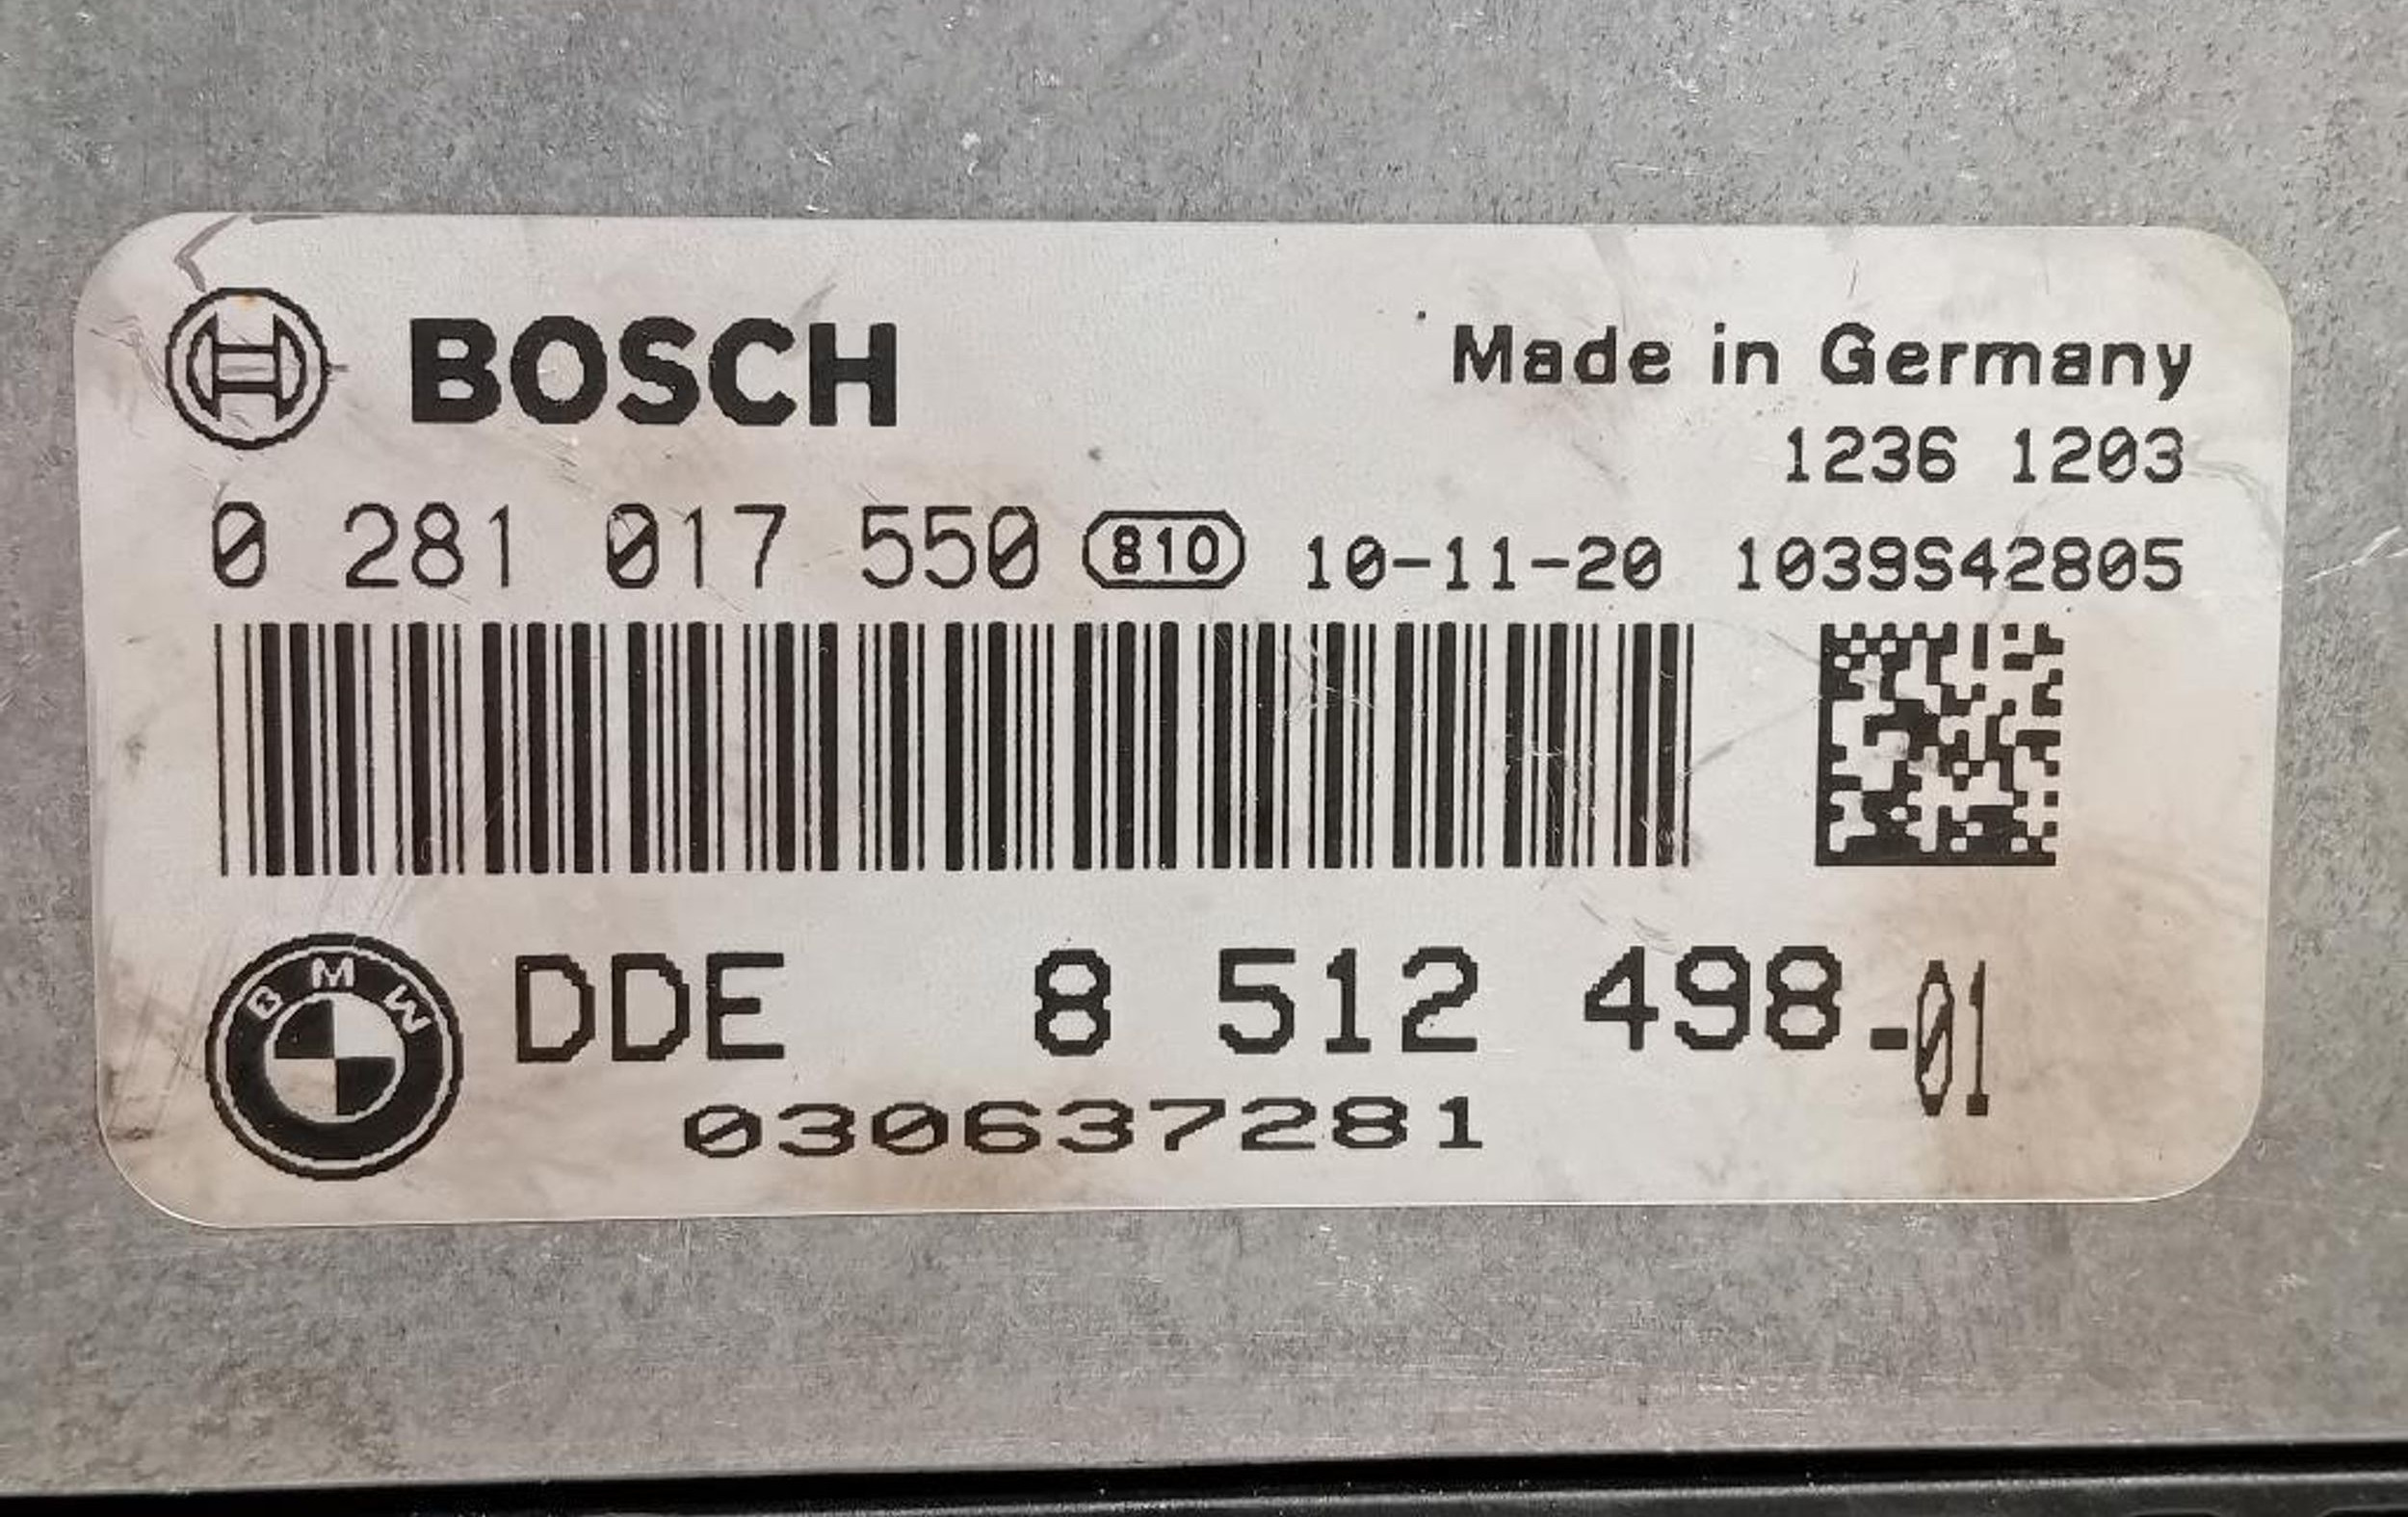 BOSCH
Made in Germany
1236 1203
0 281 017 550 810 10-11-20 1039S42805
BMW
DDE 8 512 498-01
030637281